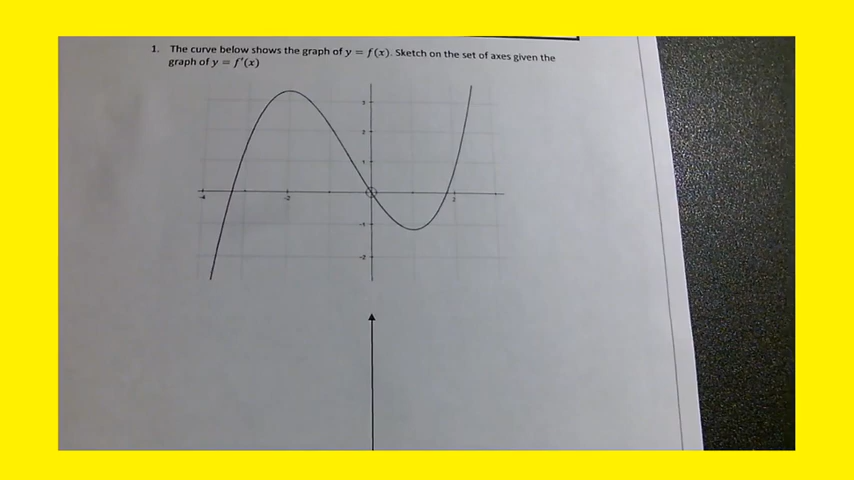 1. The curve below shows the graph of y = f(x). Sketch on the set of axes given the
graph of y = f'(x)
3
2
1
-4 -2 2
-1
-2